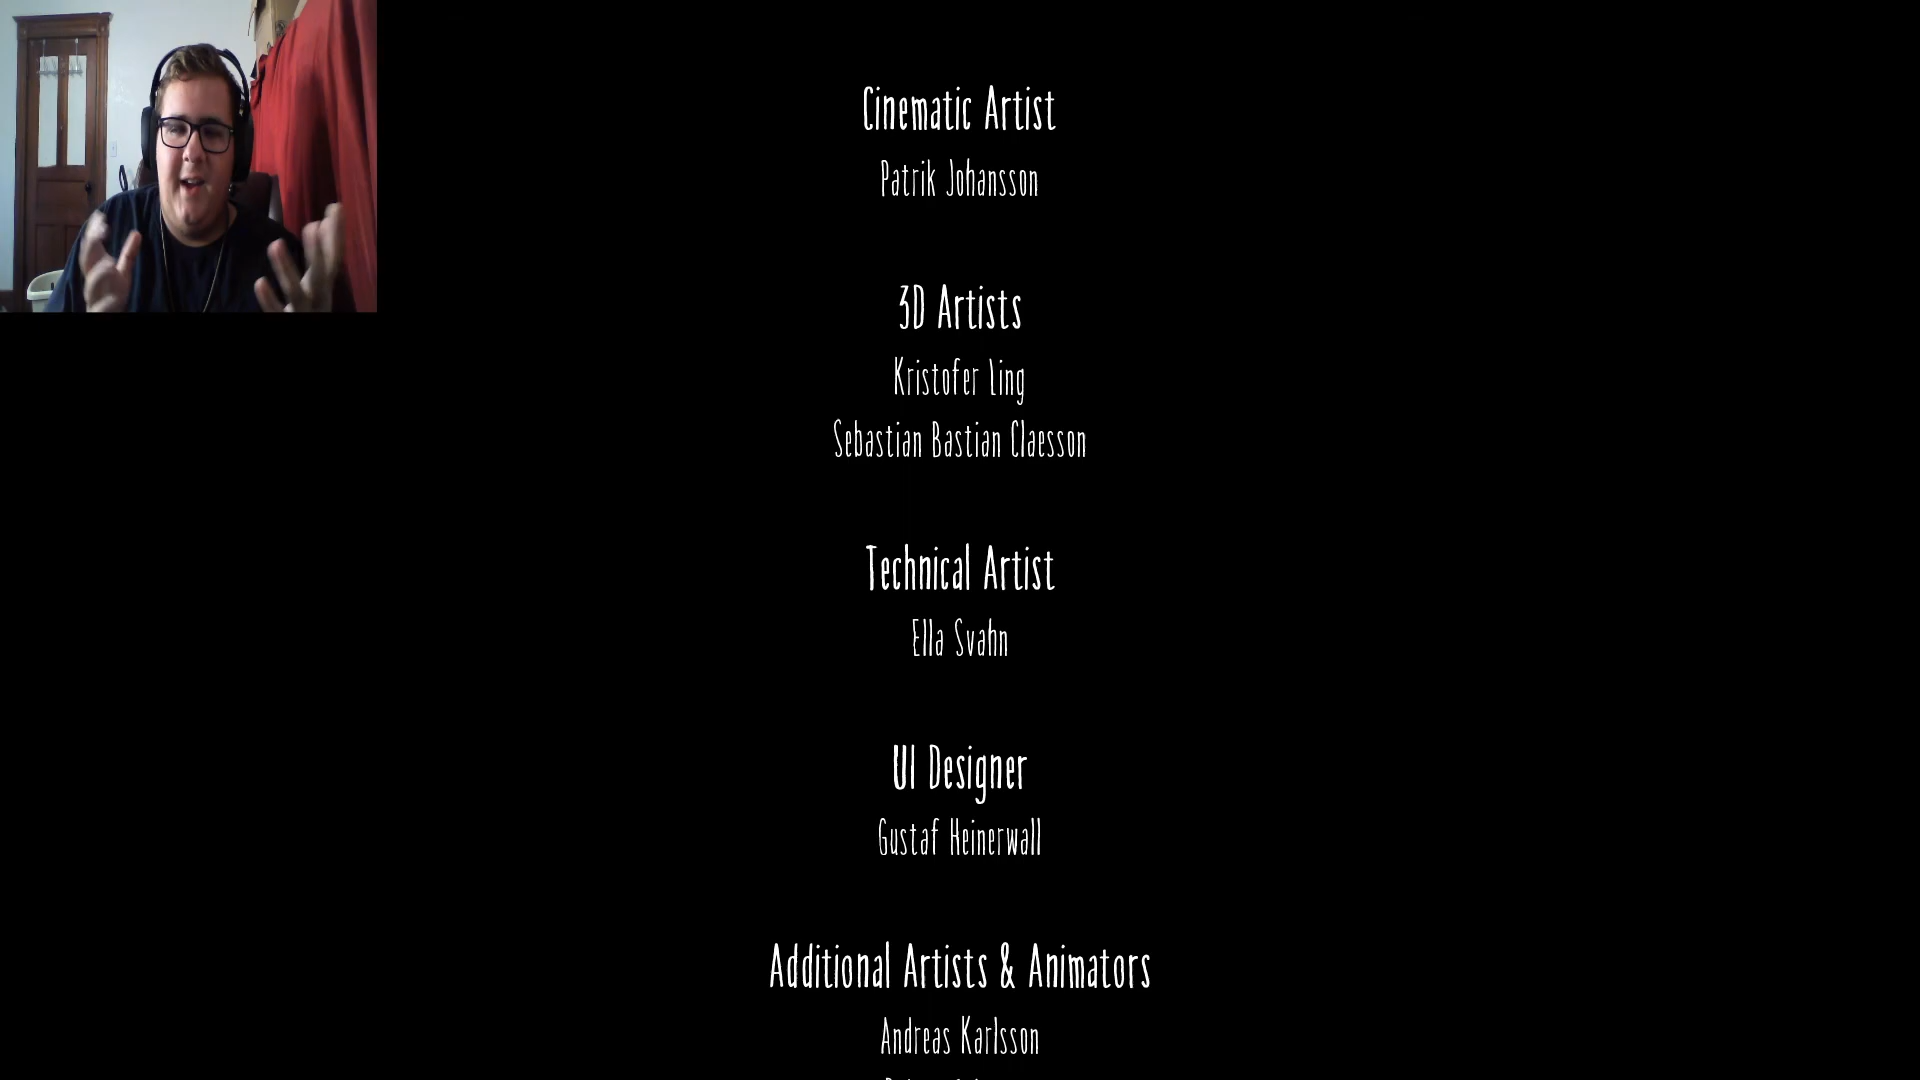 Cinematic Artist
Patrik Johansson
3D Artists
Kristofer Ling
Sebastian Bastian Claesson
Technical Artist
Ella Svahn
UI Designer
Gustaf Heinerwall
Additional Artists & Animators
Andreas Karlsson